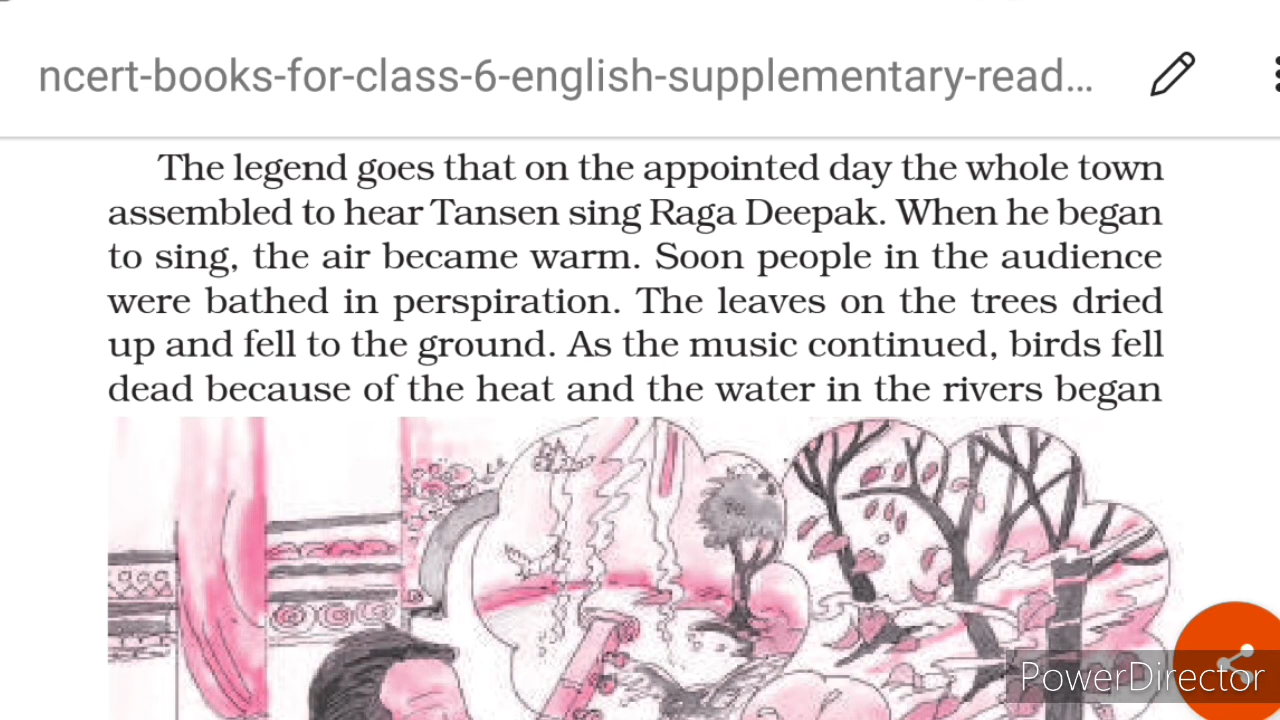 ncert-books-for-class-6-english-supplementary-read...
The legend goes that on the appointed day the whole town
assembled to hear Tansen sing Raga Deepak. When he began
to sing, the air became warm. Soon people in the audience
were bathed in perspiration. The leaves on the trees dried
up and fell to the ground. As the music continued, birds fell
dead because of the heat and the water in the rivers began
PowerDirector